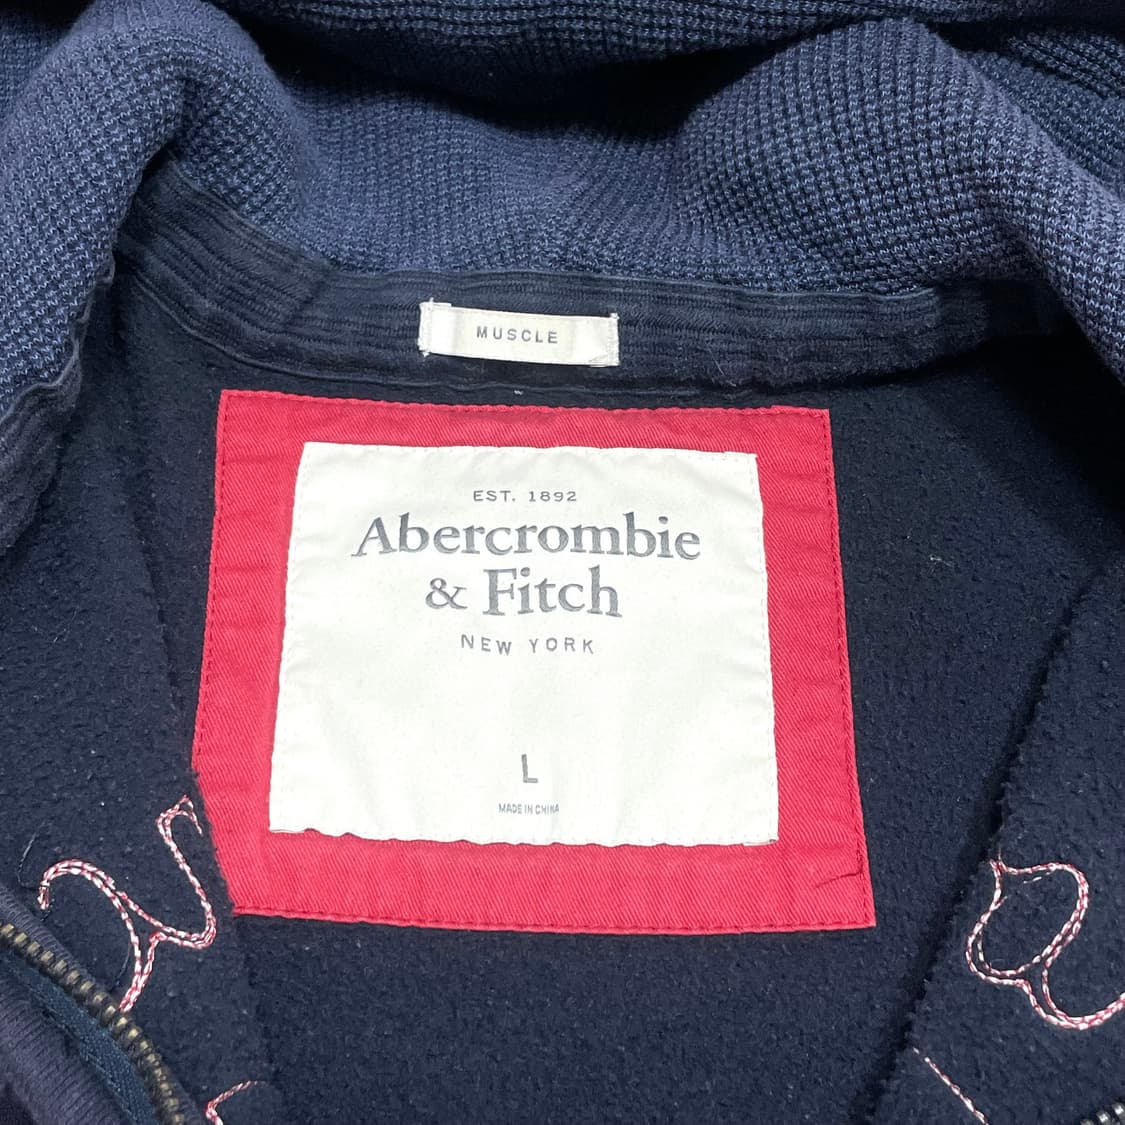 MUSCLE
EST. 1892
Abercrombie
& Fitch
NEW YORK
L
MADE IN CHINA